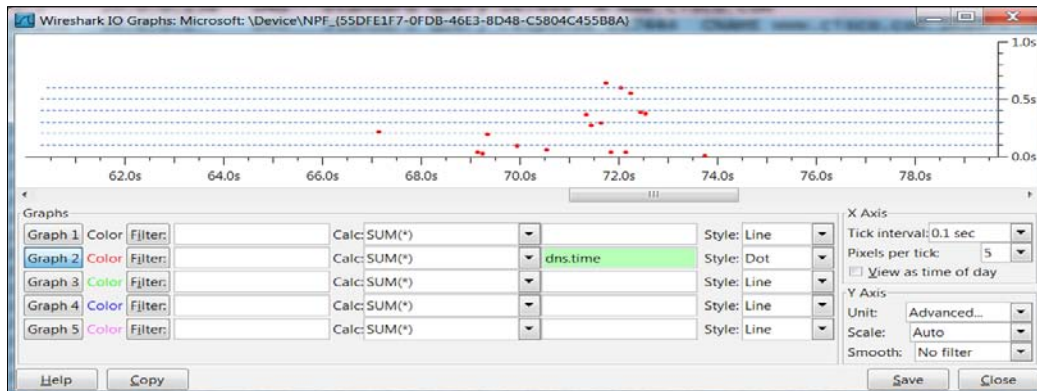 Wireshark IO Graphs: Microsoft: \Device\NPF_{55DFE1F7-0FDB-46E3-8D48-C5804C455B8A}
1.0s
0.5s
0.0s
62.0s 64.0s 66.0s 68.0s 70.0s 72.0s 74.0s 76.0s 78.0s
Graphs
Graph 1 Color Filter: Calc: SUM(*) Style: Line
Graph 2 Color Filter: Calc: SUM(*) dns.time Style: Dot
Graph 3 Color Filter: Calc: SUM(*) Style: Line
Graph 4 Color Filter: Calc: SUM(*) Style: Line
Graph 5 Color Filter: Calc: SUM(*) Style: Line
X Axis
Tick interval: 0.1 sec
Pixels per tick: 5
View as time of day
Y Axis
Unit: Advanced...
Scale: Auto
Smooth: No filter
Help Copy Save Close